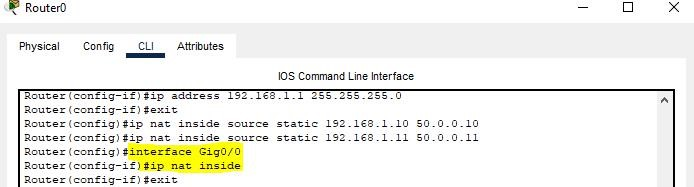 Router0
Physical Config CLI Attributes
IOS Command Line Interface
Router(config-if)#ip address 192.168.1.1 255.255.255.0
Router(config-if)#exit
Router(config)#ip nat inside source static 192.168.1.10 50.0.0.10
Router(config)#ip nat inside source static 192.168.1.11 50.0.0.11
Router(config)#interface Gig0/0
Router(config-if)#ip nat inside
Router(config-if)#exit